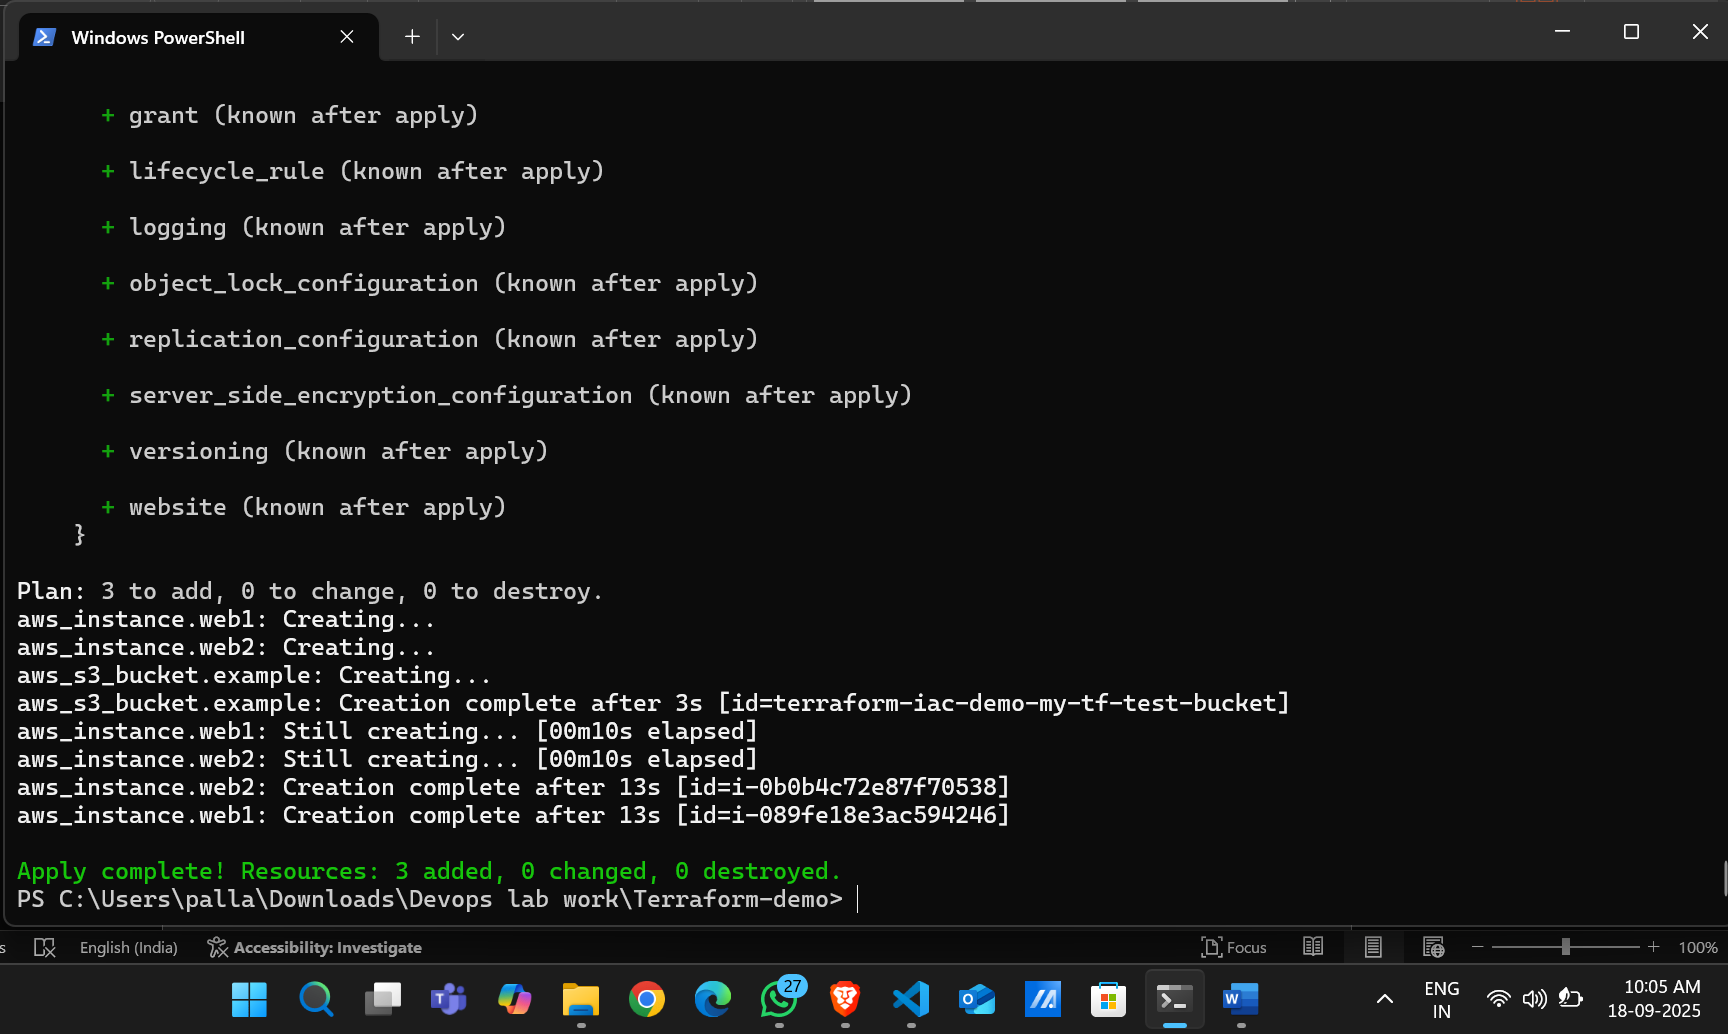 Windows PowerShell
+ grant (known after apply)
+ lifecycle_rule (known after apply)
+ logging (known after apply)
+ object_lock_configuration (known after apply)
+ replication_configuration (known after apply)
+ server_side_encryption_configuration (known after apply)
+ versioning (known after apply)
+ website (known after apply)
}
Plan: 3 to add, 0 to change, 0 to destroy.
aws_instance.web1: Creating...
aws_instance.web2: Creating...
aws_s3_bucket.example: Creating...
aws_s3_bucket.example: Creation complete after 3s [id=terraform-iac-demo-my-tf-test-bucket]
aws_instance.web1: Still creating... [00m10s elapsed]
aws_instance.web2: Still creating... [00m10s elapsed]
aws_instance.web2: Creation complete after 13s [id=i-0b0b4c72e87f70538]
aws_instance.web1: Creation complete after 13s [id=i-089fe18e3ac594246]
Apply complete! Resources: 3 added, 0 changed, 0 destroyed.
PS C:\Users\palla\Downloads\Devops lab work\Terraform-demo>
s English (India) Accessibility: Investigate Focus 100%
27
ENG
IN
10:05 AM
18-09-2025